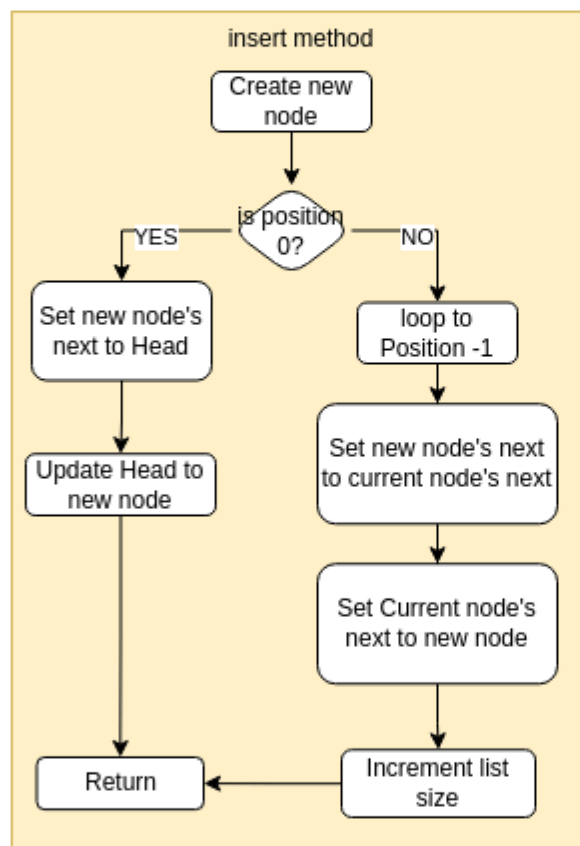 insert method
Create new
node
is position
0?
YES
NO
Set new node's
next to Head
loop to
Position -1
Update Head to
new node
Set new node's next
to current node's next
Set Current node's
next to new node
Return
Increment list
size